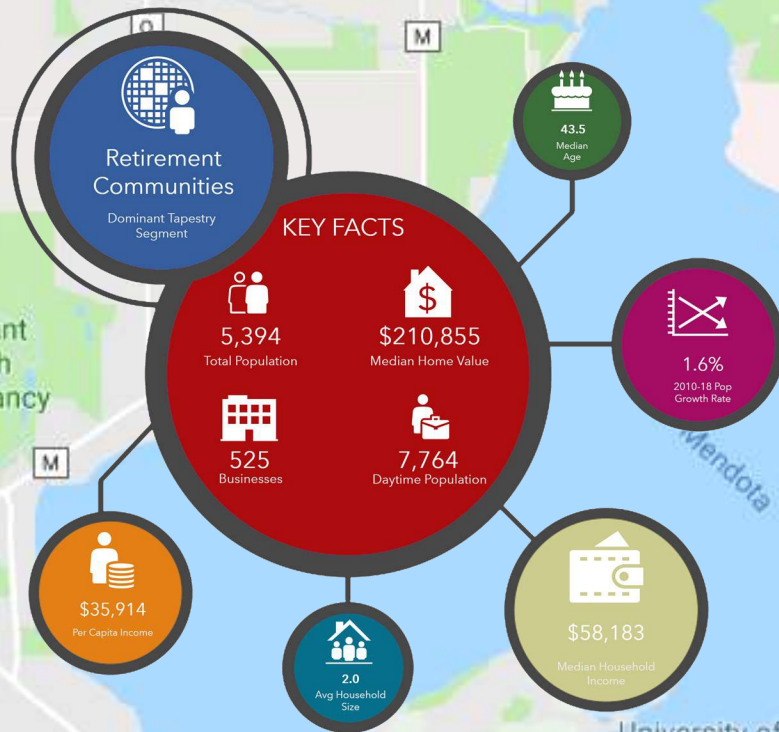 Q
M
Retirement
Communities
Dominant Tapestry
Segment
43.5
Median
Age
KEY FACTS
5,394
Total Population
$210,855
Median Home Value
525
Businesses
7,764
Daytime Population
1.6%
2010-18 Pop
Growth Rate
Mendota
M
$35,914
Per Capita Income
2.0
Avg Household
Size
$58,183
Median Household
Income
University of